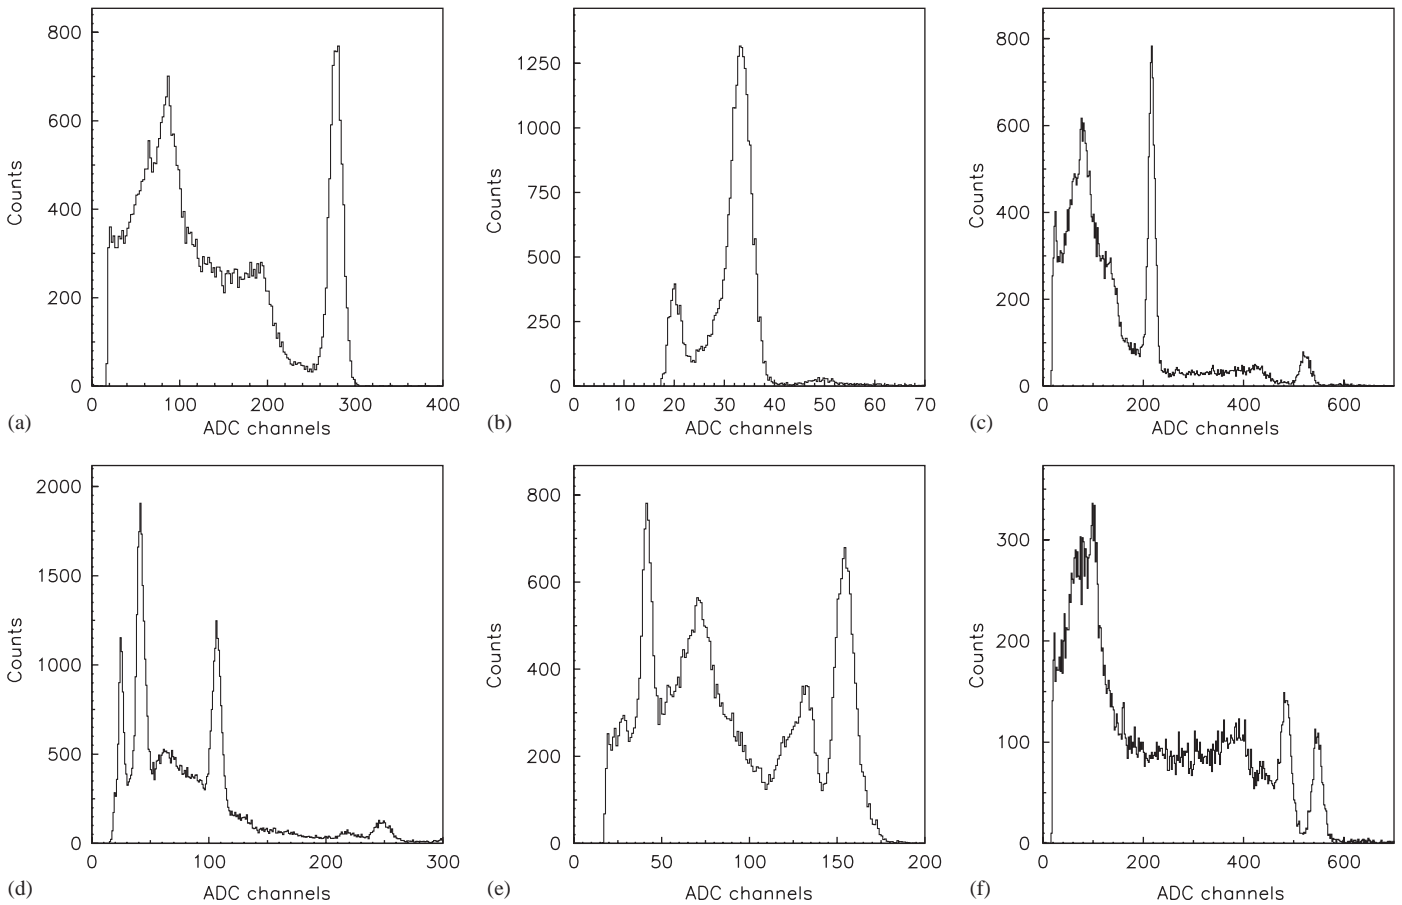 800
600
400
200
0
0 100 200 300 400
Counts
ADC channels
(a)
1250
1000
750
500
250
0
0 10 20 30 40 50 60 70
Counts
ADC channels
(b)
800
600
400
200
0
0 200 400 600
Counts
ADC channels
(c)
2000
1500
1000
500
0
0 100 200 300
Counts
ADC channels
(d)
800
600
400
200
0
0 50 100 150 200
Counts
ADC channels
(e)
300
200
100
0
0 200 400 600
Counts
ADC channels
(f)